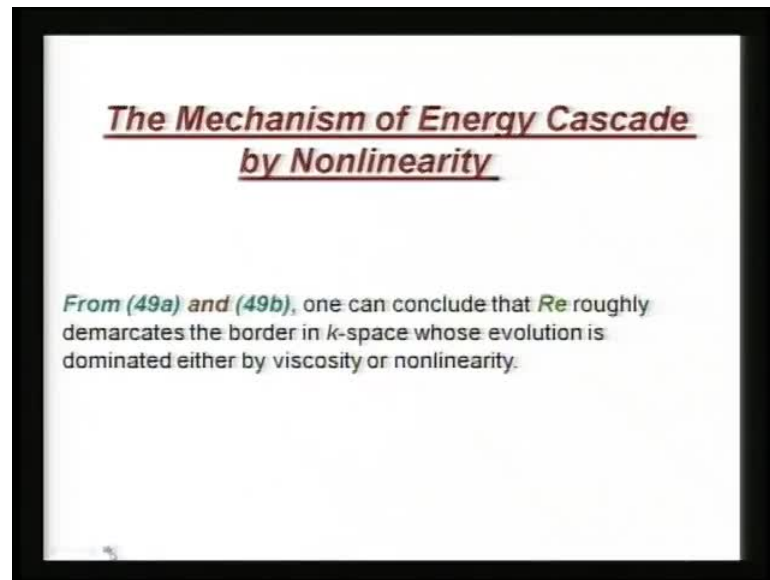 The Mechanism of Energy Cascade
by Nonlinearity
From (49a) and (49b), one can conclude that Re roughly
demarcates the border in k-space whose evolution is
dominated either by viscosity or nonlinearity.